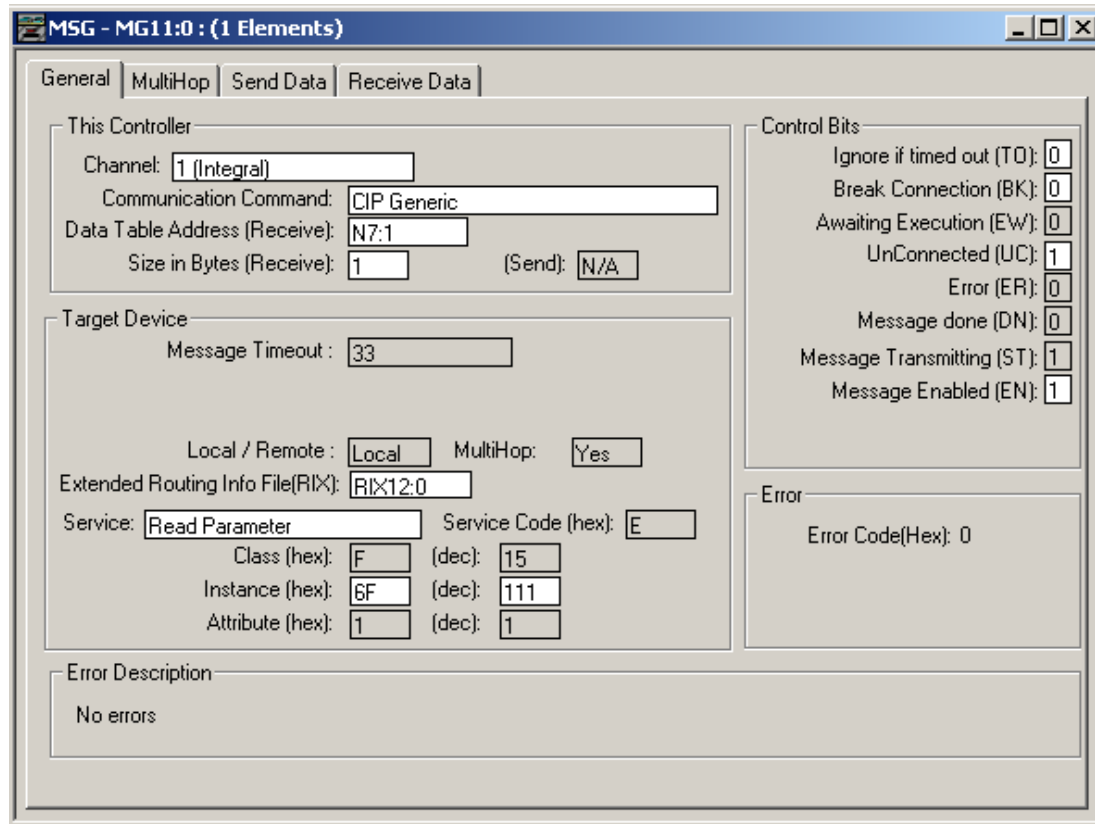 MSG - MG11:0 : (1 Elements)
General MultiHop Send Data Receive Data
This Controller
Channel: 1 (Integral)
Communication Command: CIP Generic
Data Table Address (Receive): N7:1
Size in Bytes (Receive): 1 (Send): N/A
Target Device
Message Timeout : 33
Local / Remote : Local MultiHop: Yes
Extended Routing Info File(RIX): RIX12:0
Service: Read Parameter Service Code (hex): E
Class (hex): F (dec): 15
Instance (hex): 6F (dec): 111
Attribute (hex): 1 (dec): 1
Control Bits
Ignore if timed out (TO): 0
Break Connection (BK): 0
Awaiting Execution (EW): 0
UnConnected (UC): 1
Error (ER): 0
Message done (DN): 0
Message Transmitting (ST): 1
Message Enabled (EN): 1
Error
Error Code(Hex): 0
Error Description
No errors